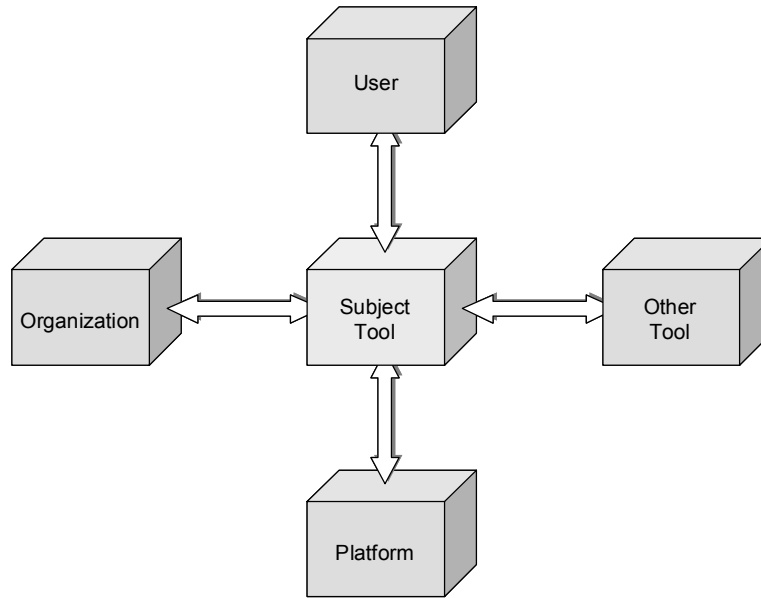 User
Organization
Subject
Tool
Other
Tool
Platform